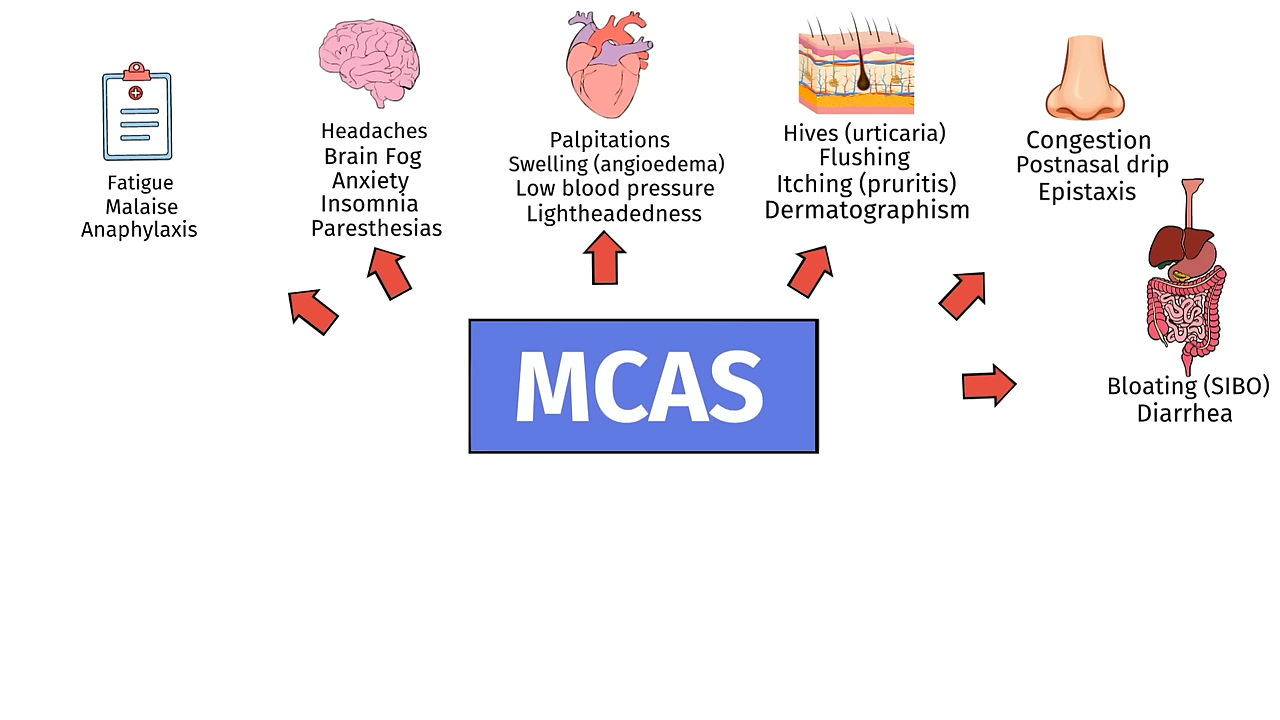 Fatigue
Malaise
Anaphylaxis
Headaches
Brain Fog
Anxiety
Insomnia
Paresthesias
Palpitations
Swelling (angioedema)
Low blood pressure
Lightheadedness
Hives (urticaria)
Flushing
Itching (pruritis)
Dermatographism
Congestion
Postnasal drip
Epistaxis
Bloating (SIBO)
Diarrhea
MCAS